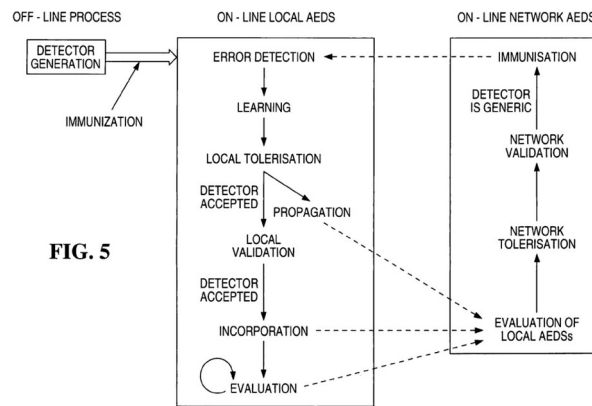 OFF - LINE PROCESS
DETECTOR
GENERATION
IMMUNIZATION
FIG. 5
ON - LINE LOCAL AEDS
ERROR DETECTION
LEARNING
LOCAL TOLERISATION
DETECTOR
ACCEPTED
PROPAGATION
LOCAL
VALIDATION
DETECTOR
ACCEPTED
INCORPORATION
EVALUATION
ON - LINE NETWORK AEDS
IMMUNISATION
DETECTOR
IS GENERIC
NETWORK
VALIDATION
NETWORK
TOLERISATION
EVALUATION OF
LOCAL AEDSs